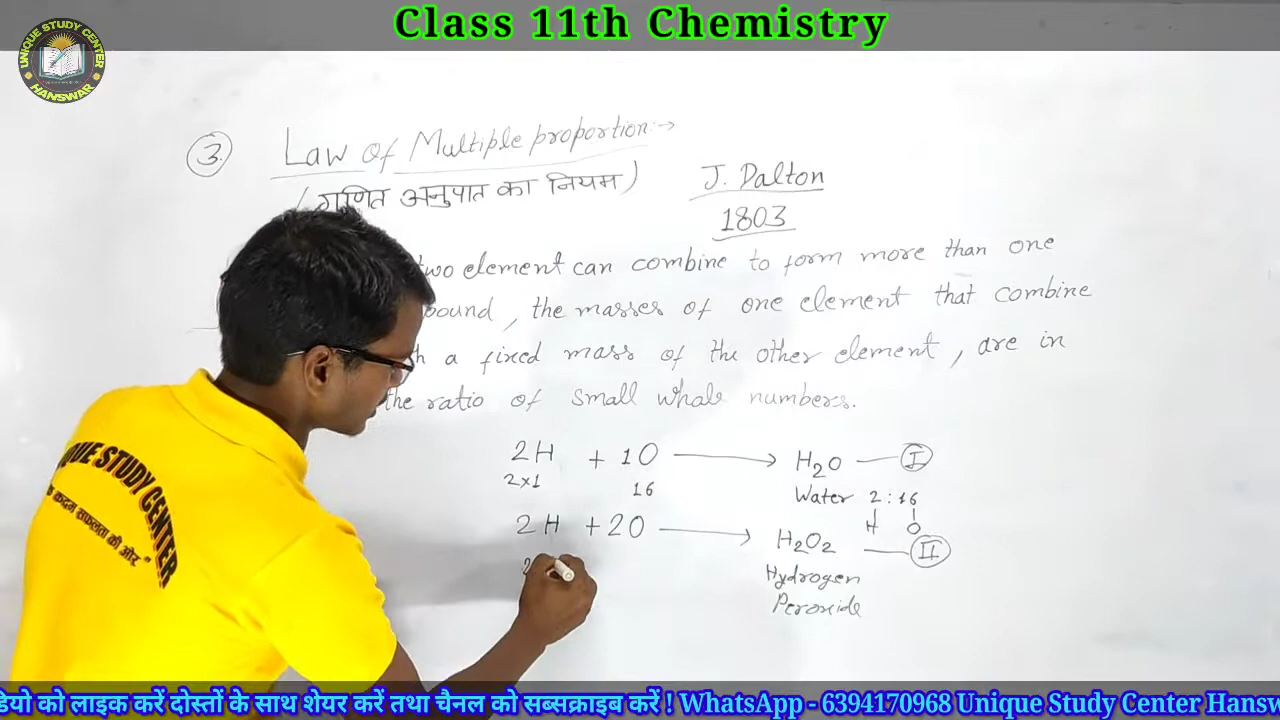 Class 11th Chemistry
UNIQUE STUDY CENTER
HANSWAR
3. Law of Multiple proportion:→
(गुणित अनुपात का नियम)
J. Dalton
1803
two element can combine to form more than one
pound, the masses of one element that combine
h a fixed mass of the other element, are in
the ratio of small whole numbers.
2H + 1O → H2O — I
2×1 16 Water 2 : 16
H O
2H + 2O → H2O2 — II
2
Hydrogen
Peroxide
UNIQUE STUDY CENTER
कदम सफलता की ओर"
डियो को लाइक करें दोस्तों के साथ शेयर करें तथा चैनल को सब्सक्राइब करें ! WhatsApp - 6394170968 Unique Study Center Hansw